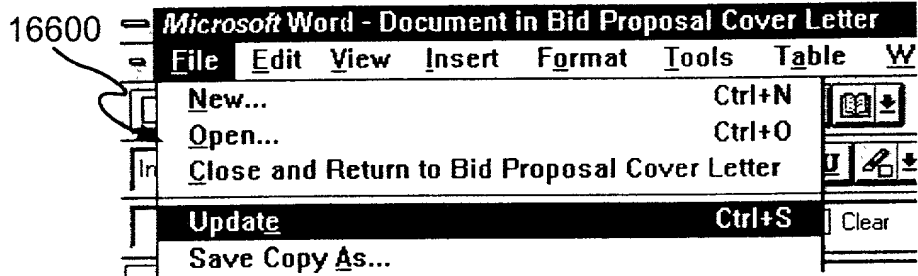 16600
Microsoft Word - Document in Bid Proposal Cover Letter
File Edit View Insert Format Tools Table W
New... Ctrl+N
Open... Ctrl+O
In Close and Return to Bid Proposal Cover Letter U
Update Ctrl+S Clear
Save Copy As...